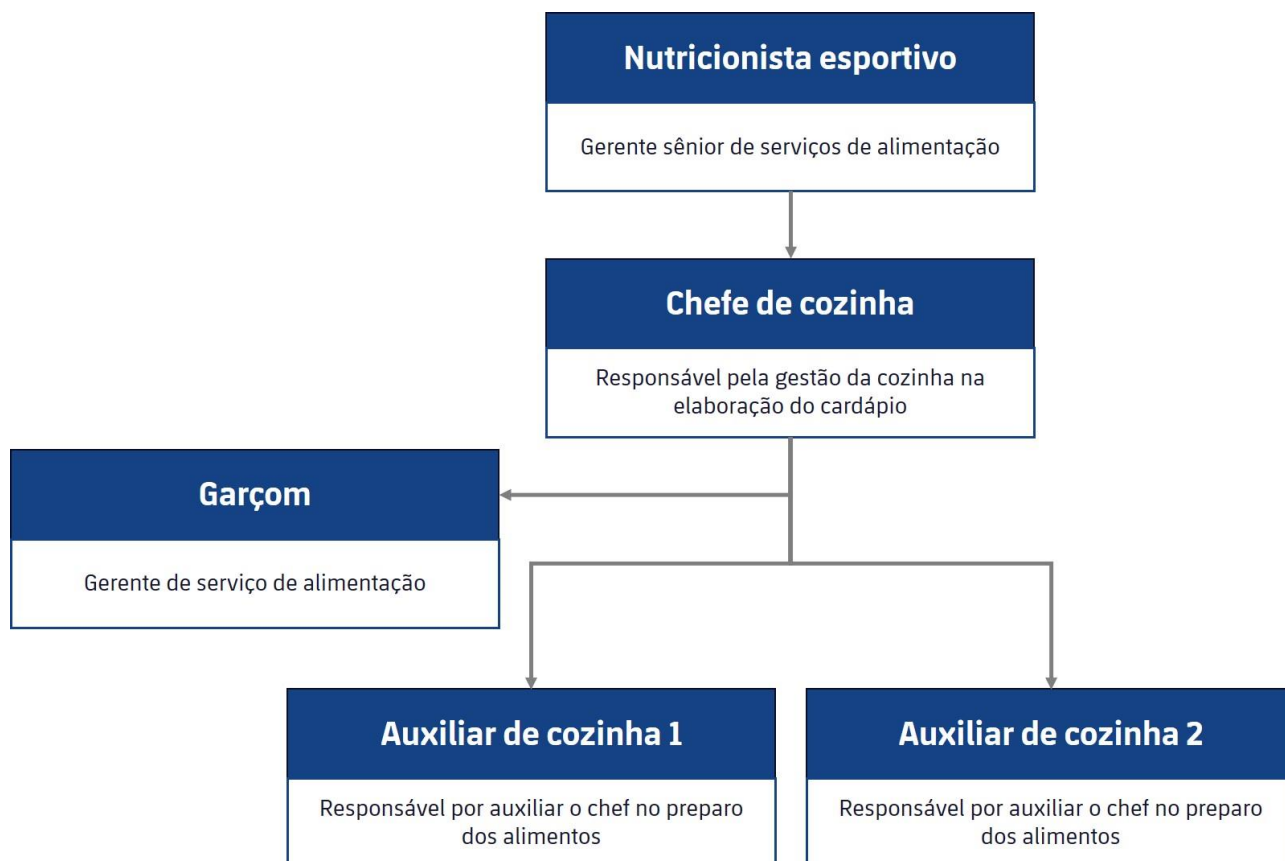 Nutricionista esportivo
Gerente sênior de serviços de alimentação
Chefe de cozinha
Responsável pela gestão da cozinha na
elaboração do cardápio
Garçom
Gerente de serviço de alimentação
Auxiliar de cozinha 1
Responsável por auxiliar o chef no preparo
dos alimentos
Auxiliar de cozinha 2
Responsável por auxiliar o chef no preparo
dos alimentos